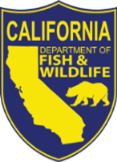 CALIFORNIA
DEPARTMENT OF
FISH &
WILDLIFE